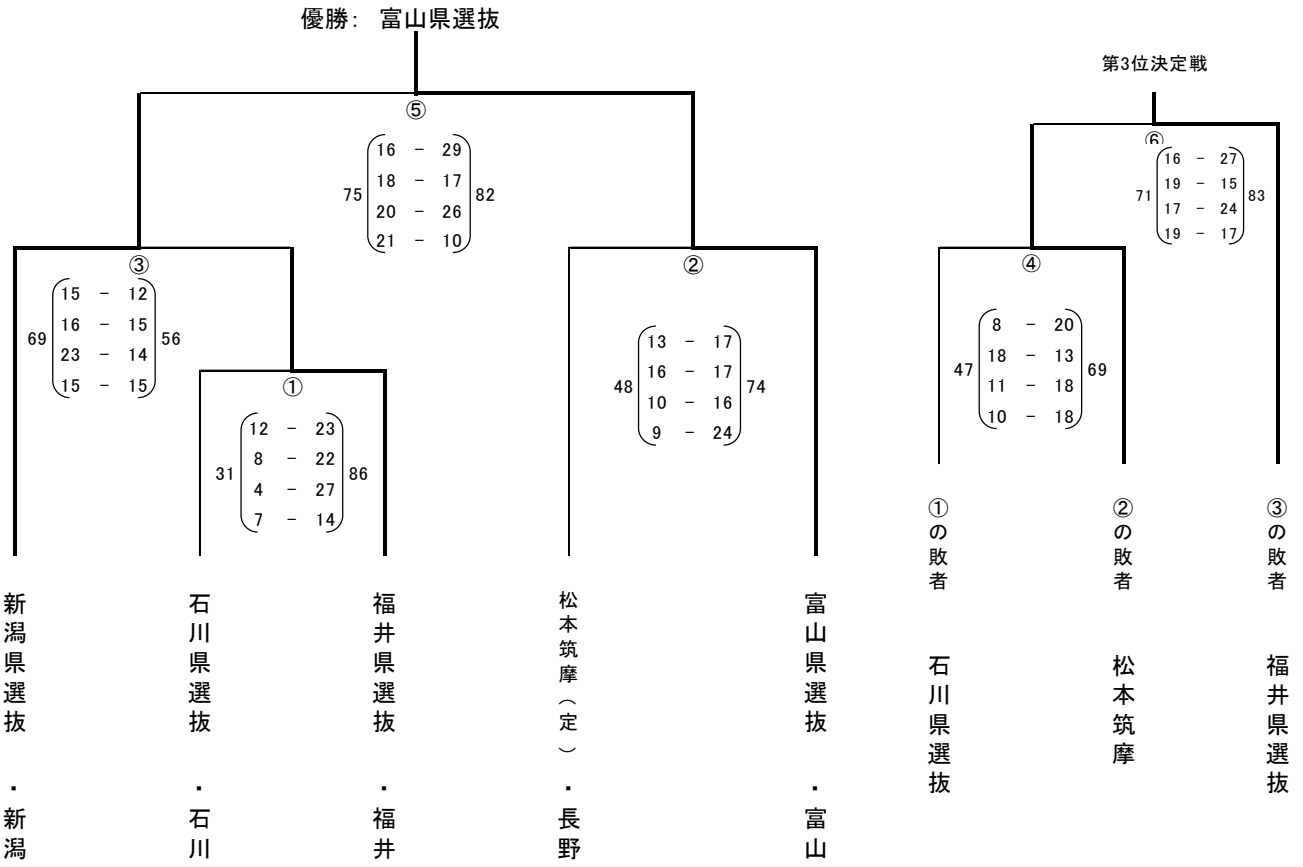 優勝: 富山県選抜
第3位決定戦
⑤
16 - 29
18 - 17
75 82
20 - 26
21 - 10
⑥
16 - 27
19 - 15
71 83
17 - 24
19 - 17
③
15 - 12
16 - 15
69 56
23 - 14
15 - 15
②
13 - 17
16 - 17
48 74
10 - 16
9 - 24
④
8 - 20
18 - 13
47 69
11 - 18
10 - 18
①
12 - 23
8 - 22
31 86
4 - 27
7 - 14
新潟県選抜 ・新潟
石川県選抜 ・石川
福井県選抜 ・福井
松本筑摩(定)・長野
富山県選抜 ・富山
①の敗者 石川県選抜
②の敗者 松本筑摩
③の敗者 福井県選抜